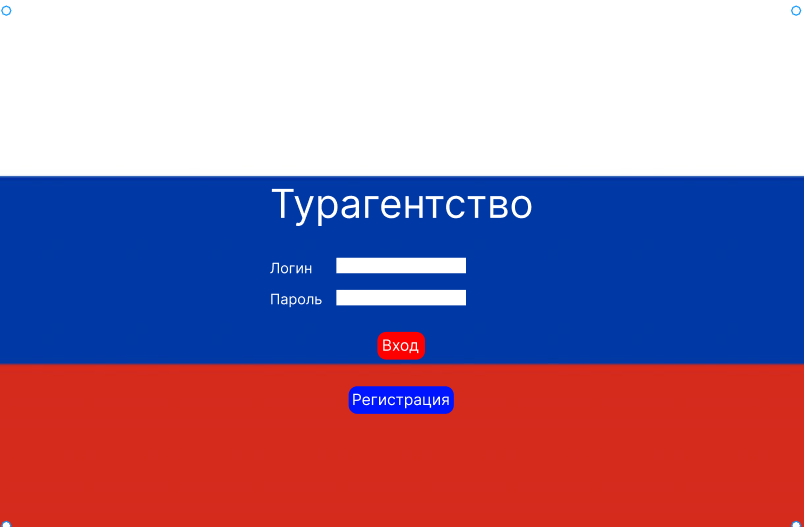 Турагентство
Логин
Пароль
Вход
Регистрация